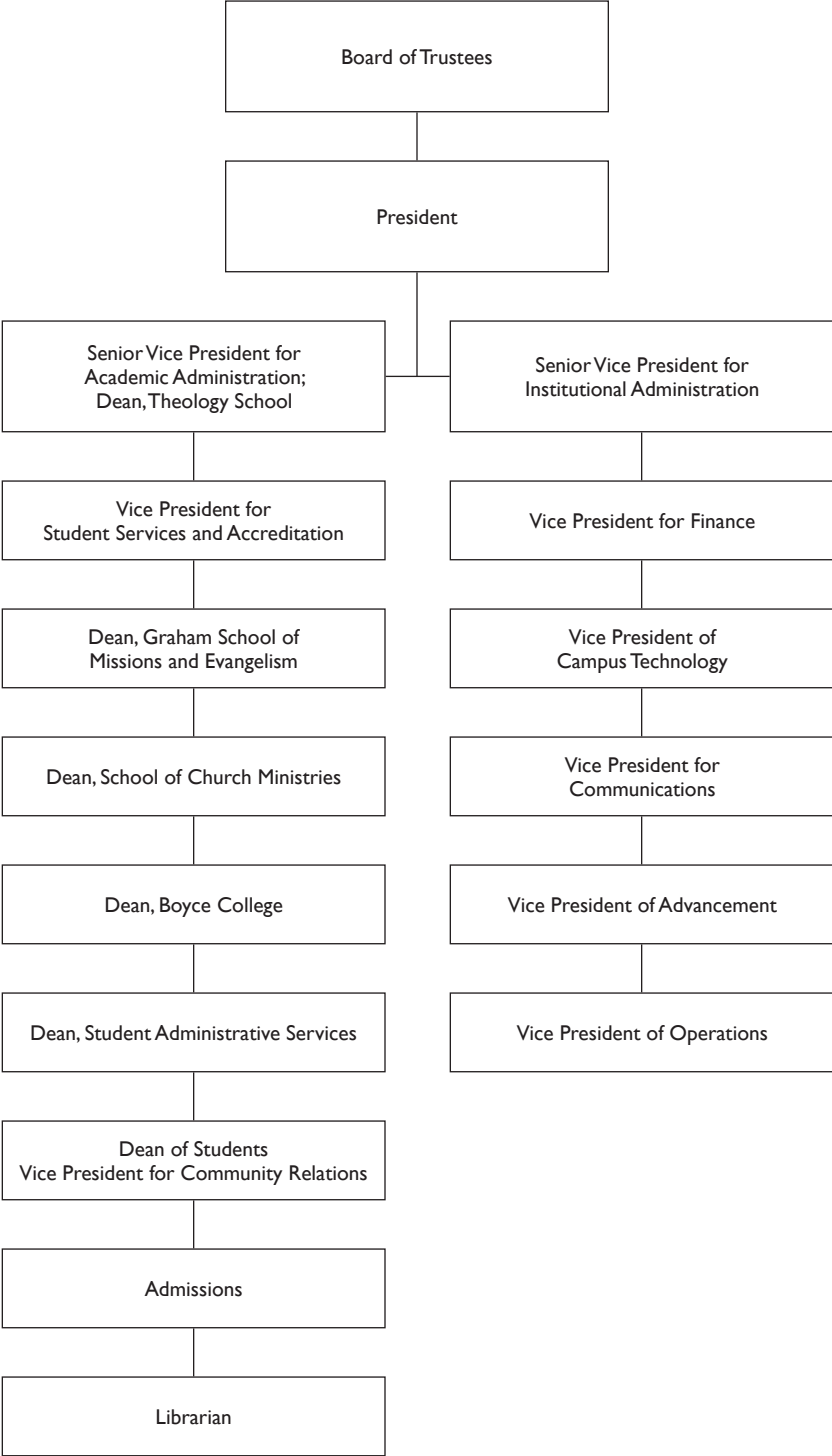 Board of Trustees
President
Senior Vice President for
Academic Administration;
Dean, Theology School
Senior Vice President for
Institutional Administration
Vice President for
Student Services and Accreditation
Vice President for Finance
Dean, Graham School of
Missions and Evangelism
Vice President of
Campus Technology
Dean, School of Church Ministries
Vice President for
Communications
Dean, Boyce College
Vice President of Advancement
Dean, Student Administrative Services
Vice President of Operations
Dean of Students
Vice President for Community Relations
Admissions
Librarian